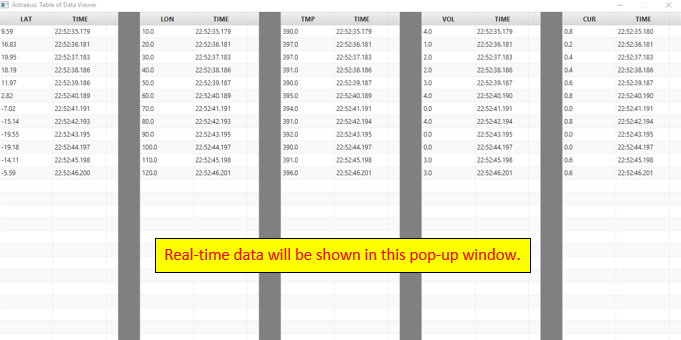 Astraeus: Table of Data Viewer
LAT TIME LON TIME TMP TIME VOL TIME CUR TIME
9.59 22:52:35.179 10.0 22:52:35.179 390.0 22:52:35.179 4.0 22:52:35.179 0.8 22:52:35.180
16.83 22:52:36.181 20.0 22:52:36.181 397.0 22:52:36.181 1.0 22:52:36.181 0.2 22:52:36.181
19.95 22:52:37.183 30.0 22:52:37.183 394.0 22:52:37.183 2.0 22:52:37.183 0.4 22:52:37.183
18.19 22:52:38.186 40.0 22:52:38.186 391.0 22:52:38.186 2.0 22:52:38.186 0.4 22:52:38.186
11.97 22:52:39.187 50.0 22:52:39.187 390.0 22:52:39.187 3.0 22:52:39.187 0.6 22:52:39.187
2.82 22:52:40.189 60.0 22:52:40.189 395.0 22:52:40.189 4.0 22:52:40.190 0.8 22:52:40.190
-7.02 22:52:41.191 70.0 22:52:41.191 394.0 22:52:41.191 0.0 22:52:41.191 0.0 22:52:41.191
-15.14 22:52:42.193 80.0 22:52:42.193 391.0 22:52:42.194 4.0 22:52:42.194 0.8 22:52:42.194
-19.55 22:52:43.195 90.0 22:52:43.195 392.0 22:52:43.195 0.0 22:52:43.195 0.0 22:52:43.195
-19.18 22:52:44.197 100.0 22:52:44.197 393.0 22:52:44.197 0.0 22:52:44.197 0.0 22:52:44.197
-14.11 22:52:45.198 110.0 22:52:45.198 391.0 22:52:45.198 3.0 22:52:45.198 0.6 22:52:45.198
-5.59 22:52:46.200 120.0 22:52:46.201 396.0 22:52:46.201 3.0 22:52:46.201 0.6 22:52:46.201
Real-time data will be shown in this pop-up window.